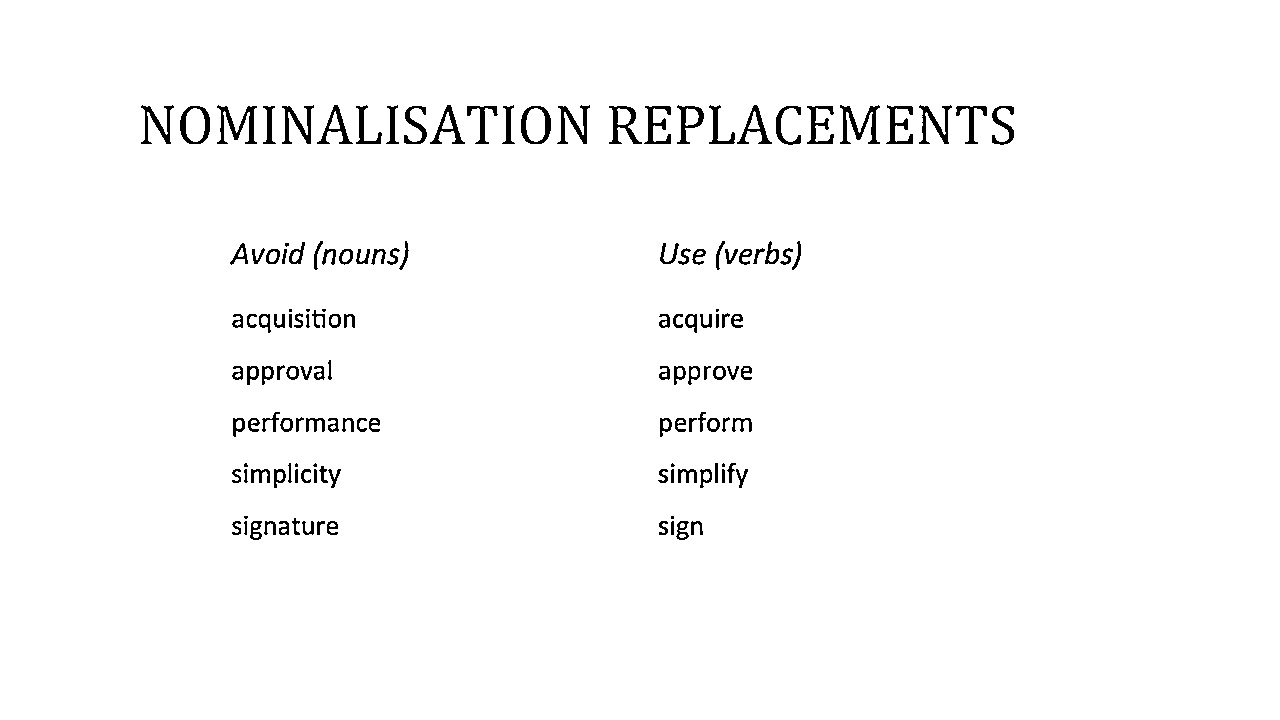 NOMINALISATION REPLACEMENTS
Avoid (nouns) Use (verbs)
acquisition acquire
approval approve
performance perform
simplicity simplify
signature sign